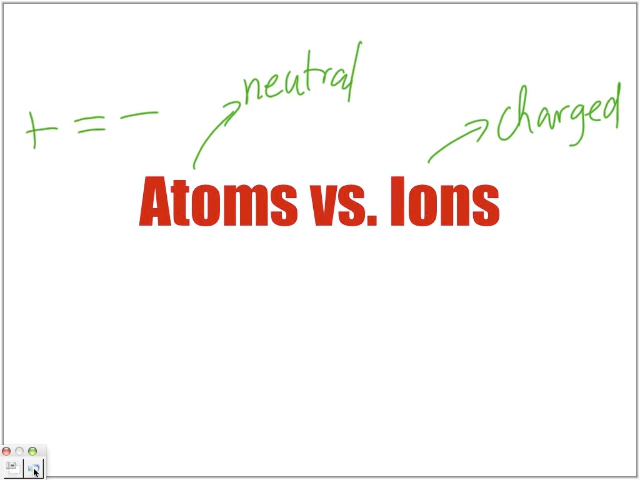 neutral
+ = −
charged
Atoms vs. Ions